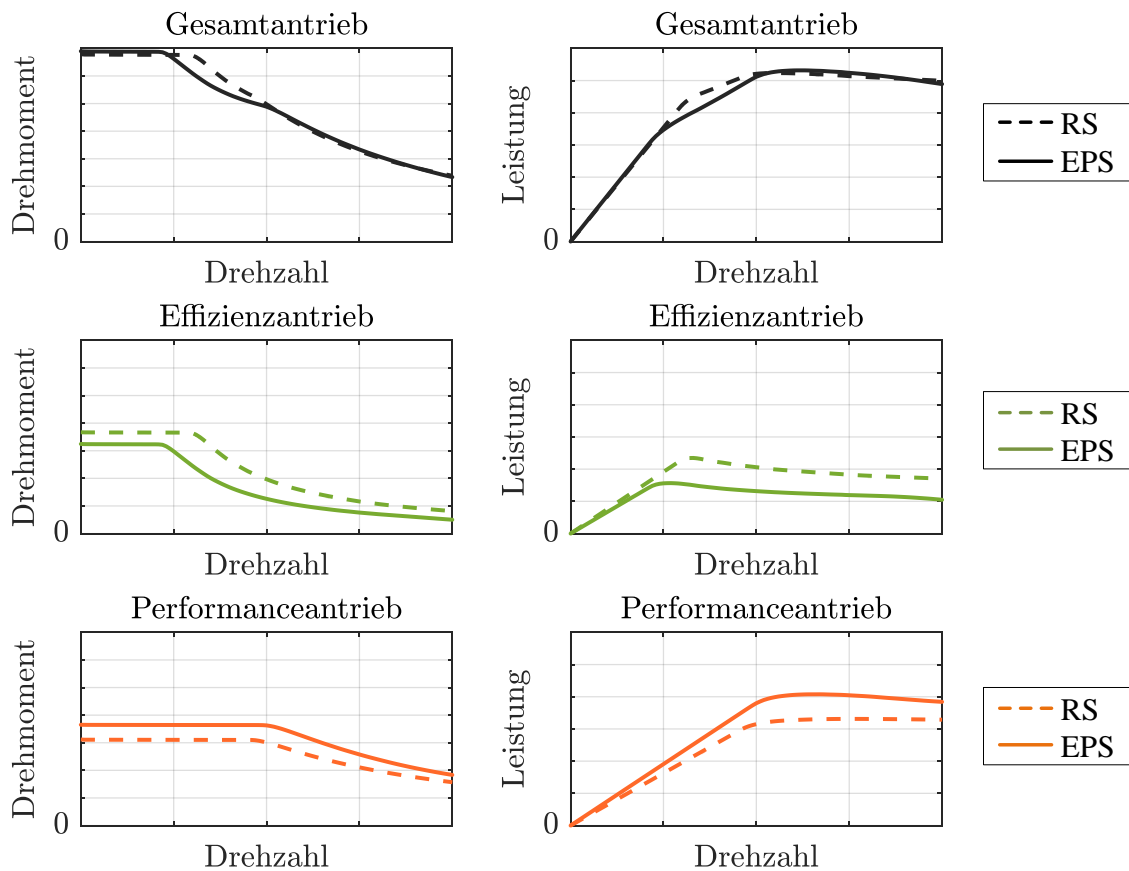 Gesamtantrieb
Drehmoment
0
Drehzahl
Gesamtantrieb
Leistung
0
Drehzahl
RS
EPS
Effizienzantrieb
Drehmoment
0
Drehzahl
Effizienzantrieb
Leistung
0
Drehzahl
RS
EPS
Performanceantrieb
Drehmoment
0
Drehzahl
Performanceantrieb
Leistung
0
Drehzahl
RS
EPS